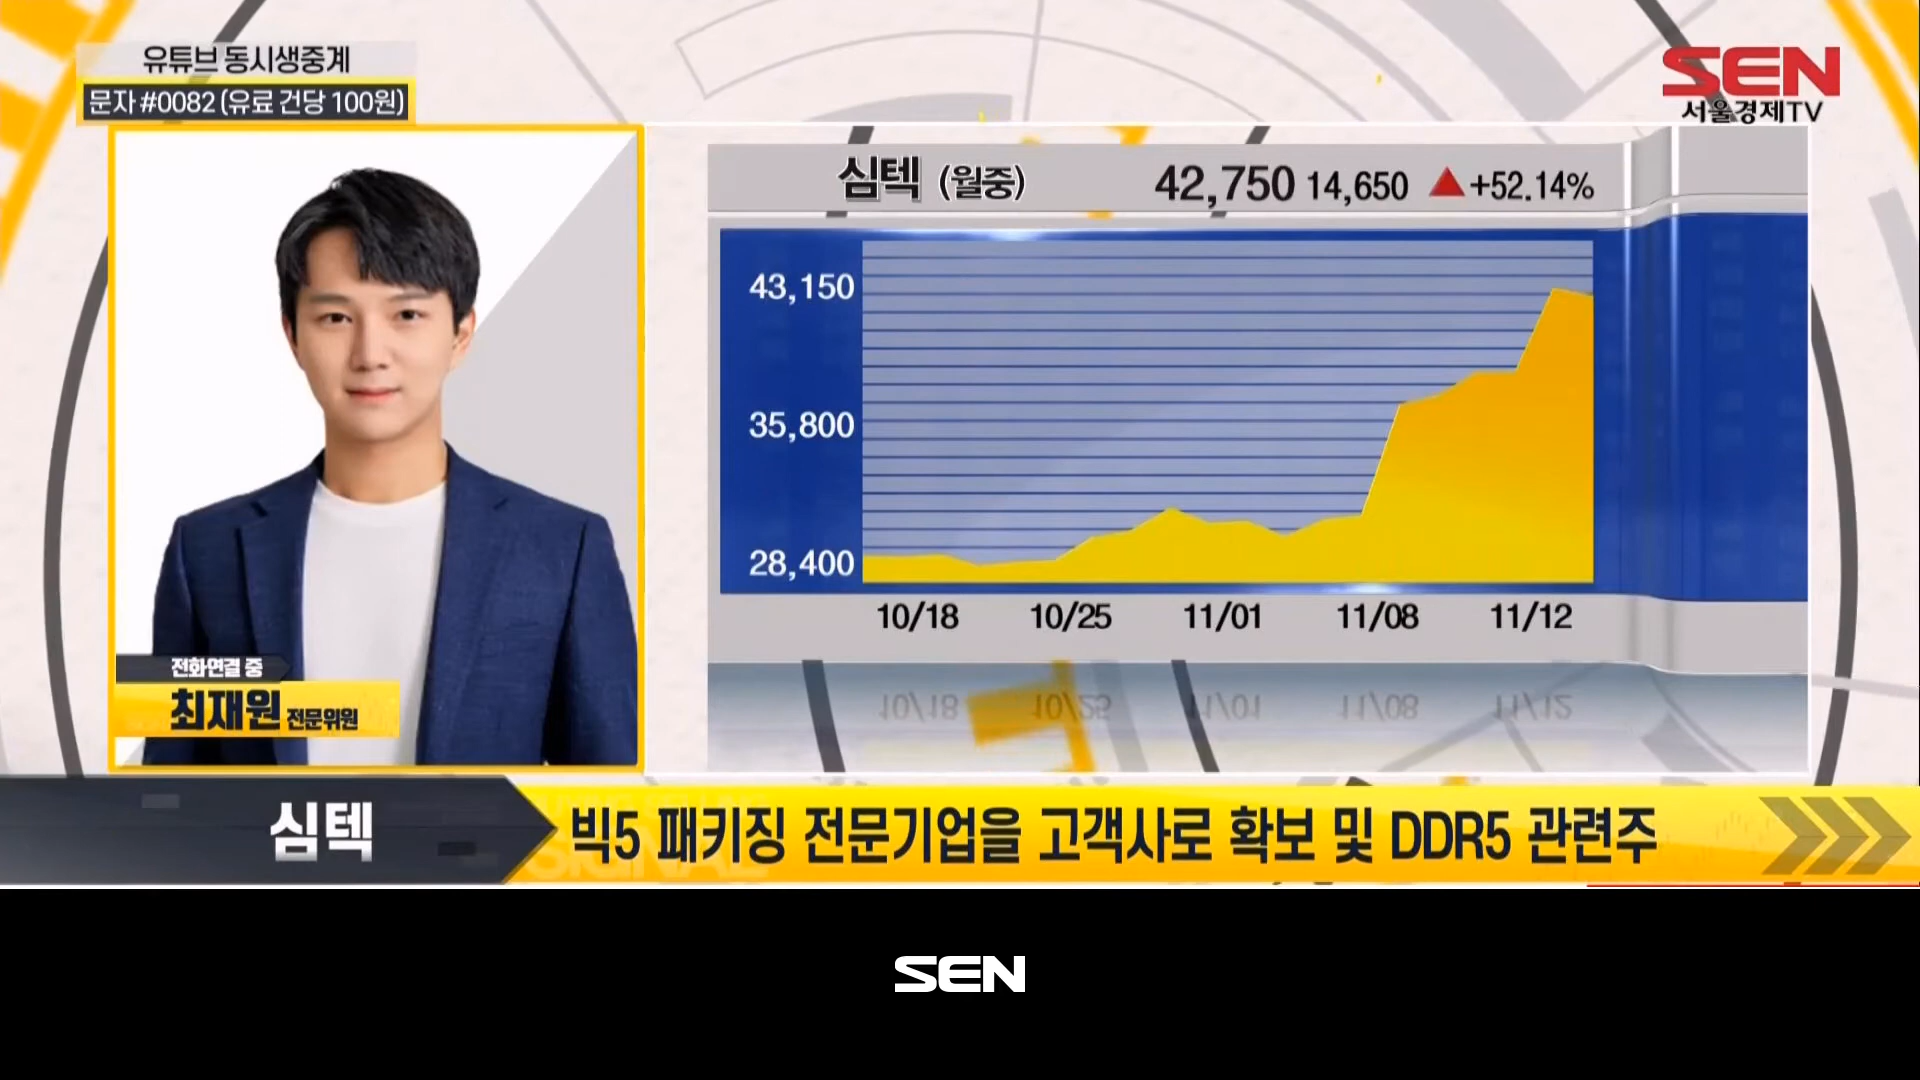 유튜브 동시생중계
문자 #0082 (유료 건당 100원)
SEN
서울경제TV
심텍 (월중) 42,750 14,650 ▲+52.14%
43,150
35,800
28,400
10/18 10/25 11/01 11/08 11/12
전화연결 중
최재원 전문위원
심텍
빅5 패키징 전문기업을 고객사로 확보 및 DDR5 관련주
SIGNAL
SEN